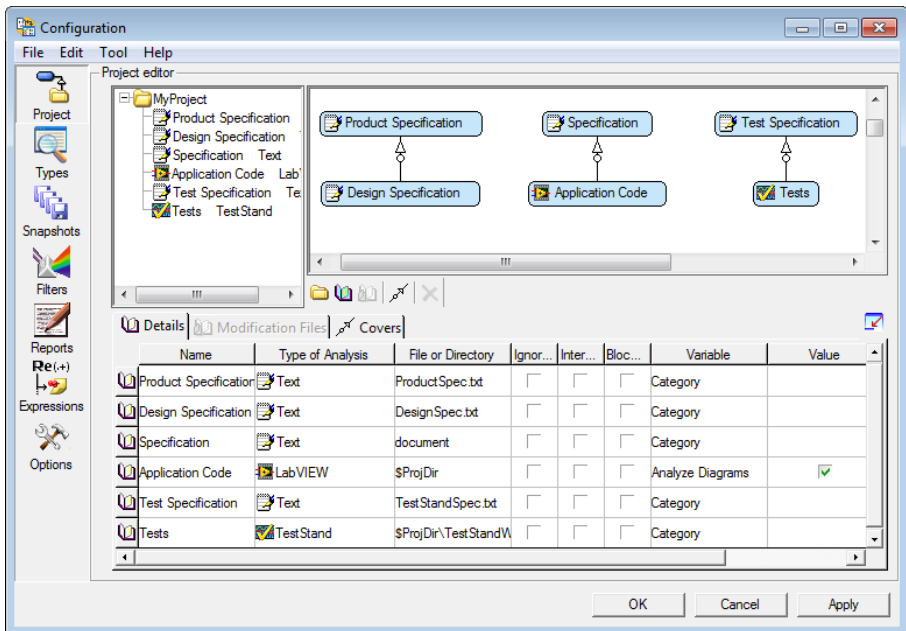 Configuration
File Edit Tool Help
Project
Types
Snapshots
Filters
Reports
Re(.+)
Expressions
Options
Project editor
MyProject
Product Specification
Design Specification
Specification Text
Application Code Lab
Test Specification Te
Tests TestStand
Product Specification
Specification
Test Specification
Design Specification
Application Code
Tests
Details Modification Files Covers
Name Type of Analysis File or Directory Ignor... Inter... Bloc... Variable Value
Product Specification Text ProductSpec.txt Category
Design Specification Text DesignSpec.txt Category
Specification Text document Category
Application Code LabVIEW $ProjDir Analyze Diagrams
Test Specification Text TestStandSpec.txt Category
Tests TestStand $ProjDir\TestStandW Category
OK Cancel Apply